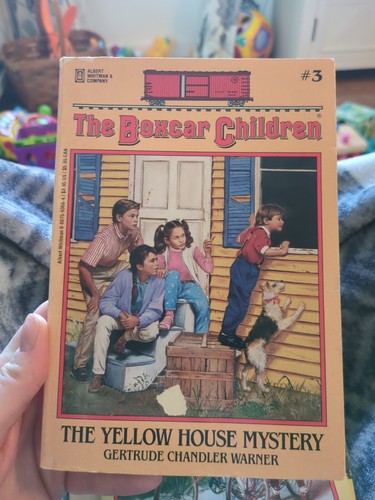 ALBERT
WHITMAN &
COMPANY
#3
The Boxcar Children®
THE YELLOW HOUSE MYSTERY
GERTRUDE CHANDLER WARNER